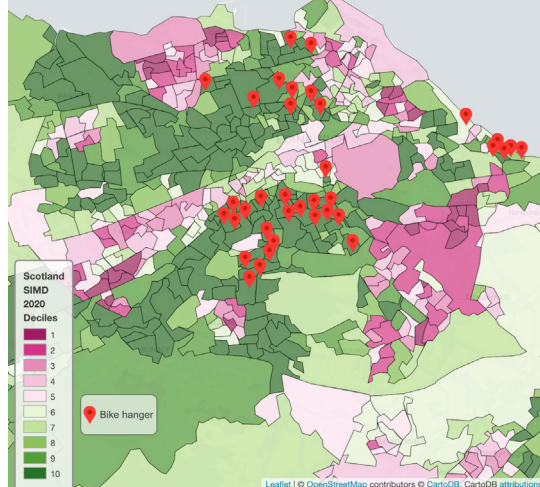 Scotland
SIMD
2020
Deciles
1
2
3
4
5
6
7
8
9
10
Bike hanger
Leaflet | © OpenStreetMap contributors © CartoDB, CartoDB attributions